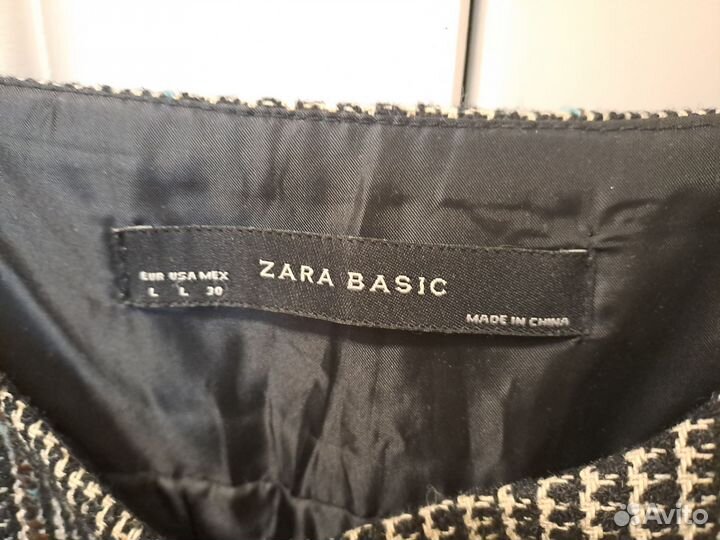 EUR USA MEX
L L 30
ZARA BASIC
MADE IN CHINA
Avito